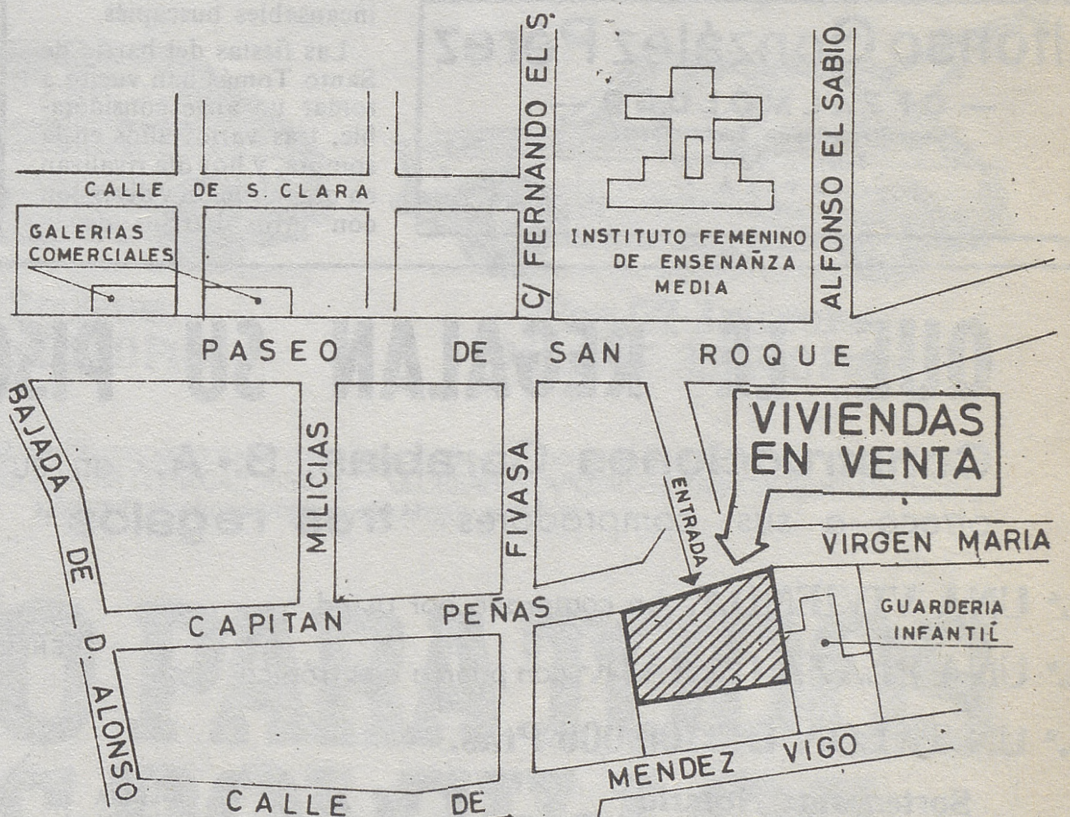 CALLE DE S. CLARA
GALERIAS
COMERCIALES
C/ FERNANDO EL S.
INSTITUTO FEMENINO
DE ENSENAÑZA
MEDIA
ALFONSO EL SABIO
PASEO DE SAN ROQUE
BAJADA DE D. ALONSO
MILICIAS
FIVASA
ENTRADA
VIVIENDAS
EN VENTA
VIRGEN MARIA
CAPITAN PEÑAS
GUARDERIA
INFANTIL
MENDEZ VIGO
CALLE DE